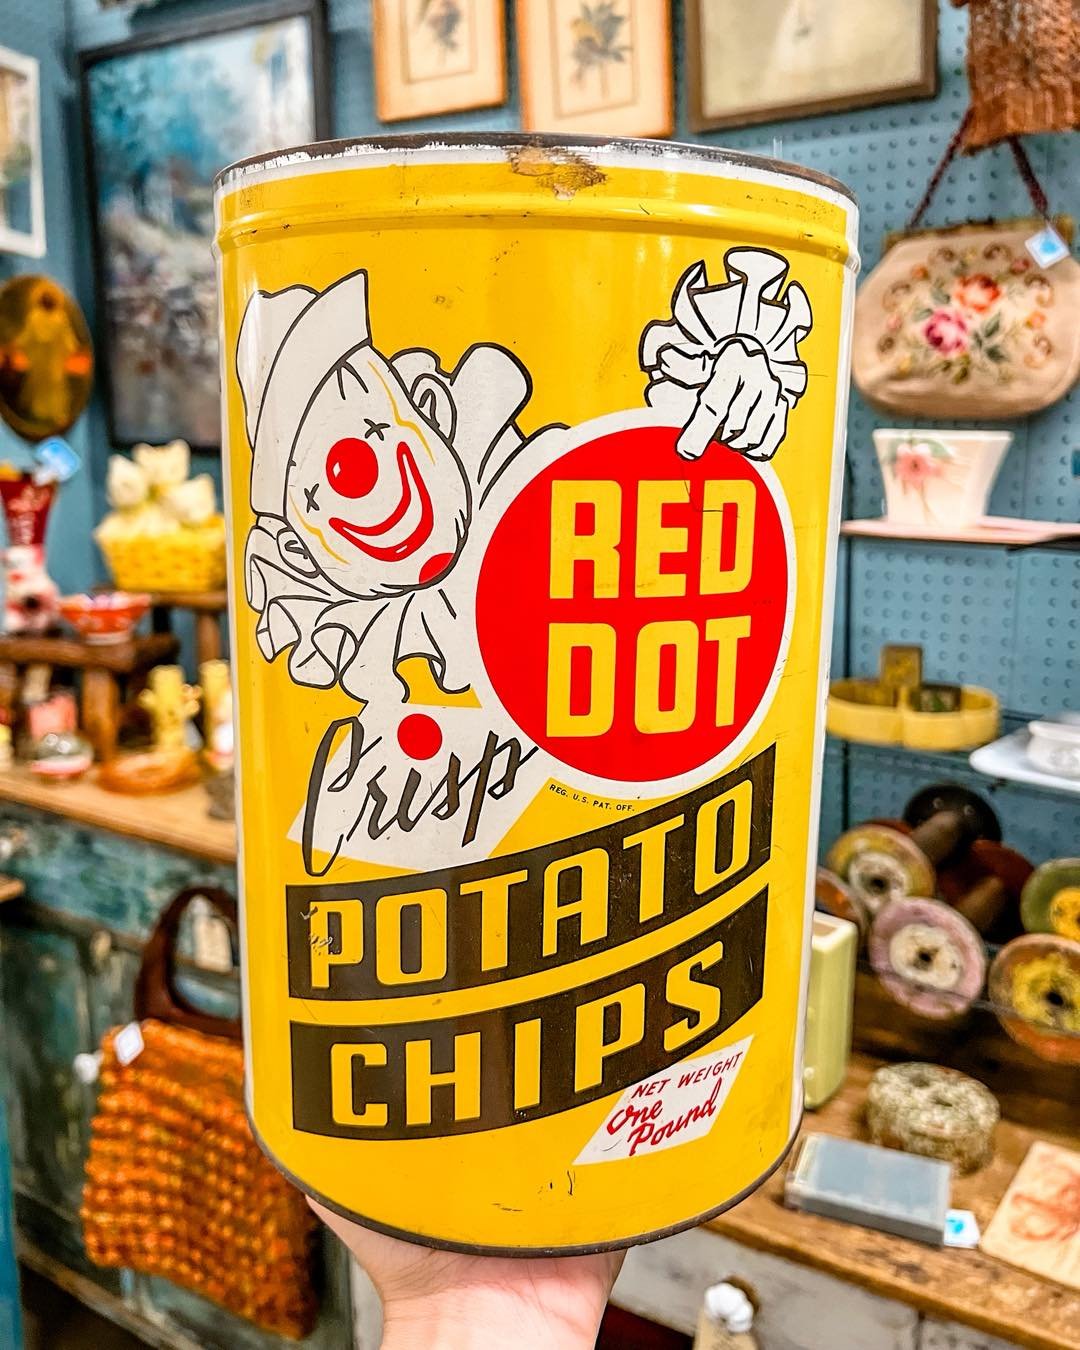 RED
DOT
Crisp
REG. U.S. PAT. OFF.
POTATO
CHIPS
NET WEIGHT
One
Pound